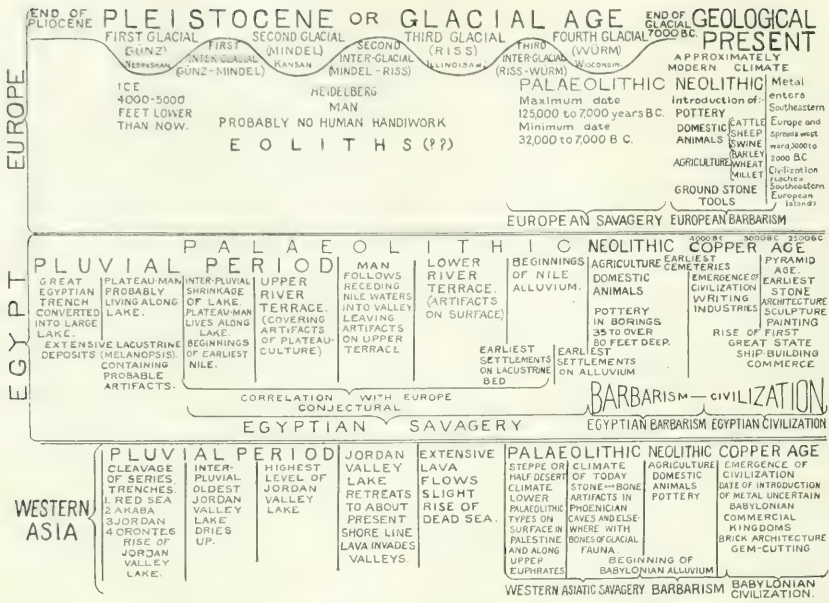 END OF PLIOCENE
PLEISTOCENE OR GLACIAL AGE
END OF GLACIAL 7000 BC.
GEOLOGICAL PRESENT
EUROPE
FIRST GLACIAL
(GÜNZ)
NEBRASKAN
FIRST
INTER-GLACIAL
(GÜNZ-MINDEL)
SECOND GLACIAL
(MINDEL)
KANSAN
SECOND
INTER-GLACIAL
(MINDEL-RISS)
THIRD GLACIAL
(RISS)
ILLINOISAN
THIRD
INTER-GLACIAL
(RISS-WÜRM)
FOURTH GLACIAL
(WÜRM)
WISCONSIN
APPROXIMATELY
MODERN CLIMATE
ICE
4000-5000
FEET LOWER
THAN NOW.
HEIDELBERG
MAN
PROBABLY NO HUMAN HANDIWORK
EOLITHS (??)
PALAEOLITHIC
Maximum date
125,000 to 7,000 years B.C.
Minimum date
32,000 to 7,000 B C.
NEOLITHIC
Introduction of:-
POTTERY
DOMESTIC
ANIMALS
CATTLE
SHEEP
SWINE
AGRICULTURE
BARLEY
WHEAT
MILLET
GROUND STONE
TOOLS
Metal
enters
Southeastern
Europe and
spreads west
ward, 3000 to
2000 BC
Civilization
reaches
Southeastern
European
Islands
EUROPEAN SAVAGERY
EUROPEAN BARBARISM
EGYPT
PALAEOLITHIC
NEOLITHIC
4000 BC
3000 BC
2500 BC
COPPER AGE
PLUVIAL PERIOD
GREAT
EGYPTIAN
TRENCH
CONVERTED
INTO LARGE
LAKE.
PLATEAU-MAN
PROBABLY
LIVING ALONG
LAKE.
EXTENSIVE LACUSTRINE
DEPOSITS (MELANOPSIS).
CONTAINING
PROBABLE
ARTIFACTS.
INTER-PLUVIAL
SHRINKAGE
OF LAKE.
PLATEAU-MAN
LIVES ALONG
LAKE.
BEGINNINGS
OF EARLIEST
NILE.
UPPER
RIVER
TERRACE.
(COVERING
ARTIFACTS
OF PLATEAU-
CULTURE)
MAN
FOLLOWS
RECEDING
NILE WATERS
INTO VALLEY
LEAVING
ARTIFACTS
ON UPPER
TERRACE
LOWER
RIVER
TERRACE.
(ARTIFACTS
ON SURFACE)
BEGINNINGS
OF NILE
ALLUVIUM.
EARLIEST
SETTLEMENTS
ON LACUSTRINE
BED
EARLIEST
SETTLEMENTS
ON ALLUVIUM
AGRICULTURE
DOMESTIC
ANIMALS
POTTERY
IN BORINGS
35 TO OVER
80 FEET DEEP.
EARLIEST
CEMETERIES
EMERGENCE OF
CIVILIZATION
WRITING
INDUSTRIES
PYRAMID
AGE.
EARLIEST
STONE
ARCHITECTURE
SCULPTURE
PAINTING
RISE OF FIRST
GREAT STATE
SHIP-BUILDING
COMMERCE
CORRELATION WITH EUROPE
CONJECTURAL
EGYPTIAN SAVAGERY
BARBARISM — CIVILIZATION
EGYPTIAN BARBARISM
EGYPTIAN CIVILIZATION
WESTERN
ASIA
PLUVIAL PERIOD
CLEAVAGE
OF SERIES
TRENCHES.
1. RED SEA
2 AKABA
3 JORDAN
4 ORONTES
RISE OF
JORDAN
VALLEY
LAKE.
INTER-
PLUVIAL
OLDEST
JORDAN
VALLEY
LAKE
DRIES
UP.
HIGHEST
LEVEL OF
JORDAN
VALLEY
LAKE
JORDAN
VALLEY
LAKE
RETREATS
TO ABOUT
PRESENT
SHORE LINE
LAVA INVADES
VALLEYS.
EXTENSIVE
LAVA
FLOWS
SLIGHT
RISE OF
DEAD SEA.
PALAEOLITHIC
NEOLITHIC
COPPER AGE
STEPPE OR
HALF DESERT
CLIMATE
LOWER
PALAEOLITHIC
TYPES ON
SURFACE IN
PALESTINE
AND ALONG
UPPER
EUPHRATES
CLIMATE
OF TODAY
STONE—BONE
ARTIFACTS IN
PHOENICIAN
CAVES AND ELSE-
WHERE WITH
BONES OF GLACIAL
FAUNA.
AGRICULTURE
DOMESTIC
ANIMALS
POTTERY
BEGINNING OF
BABYLONIAN ALLUVIUM
EMERGENCE OF
CIVILIZATION
DATE OF INTRODUCTION
OF METAL UNCERTAIN
BABYLONIAN
COMMERCIAL
KINGDOMS
BRICK ARCHITECTURE
GEM-CUTTING
WESTERN ASIATIC SAVAGERY
BARBARISM
BABYLONIAN
CIVILIZATION.